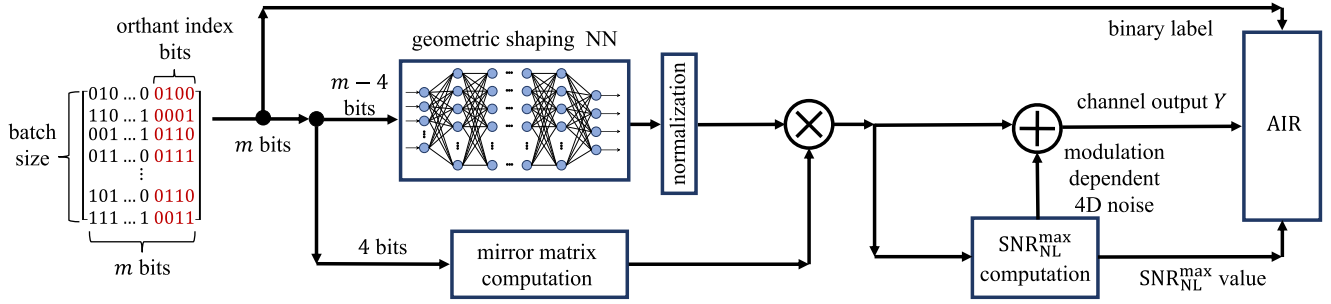 orthant index
bits
010 … 0 0100
110 … 1 0001
001 … 1 0110
011 … 0 0111
⋮
101 … 0 0110
111 … 1 0011
batch
size
m bits
m bits
m − 4
bits
4 bits
geometric shaping NN
normalization
mirror matrix
computation
modulation
dependent
4D noise
SNR_NL^max
computation
binary label
channel output Y
SNR_NL^max value
AIR